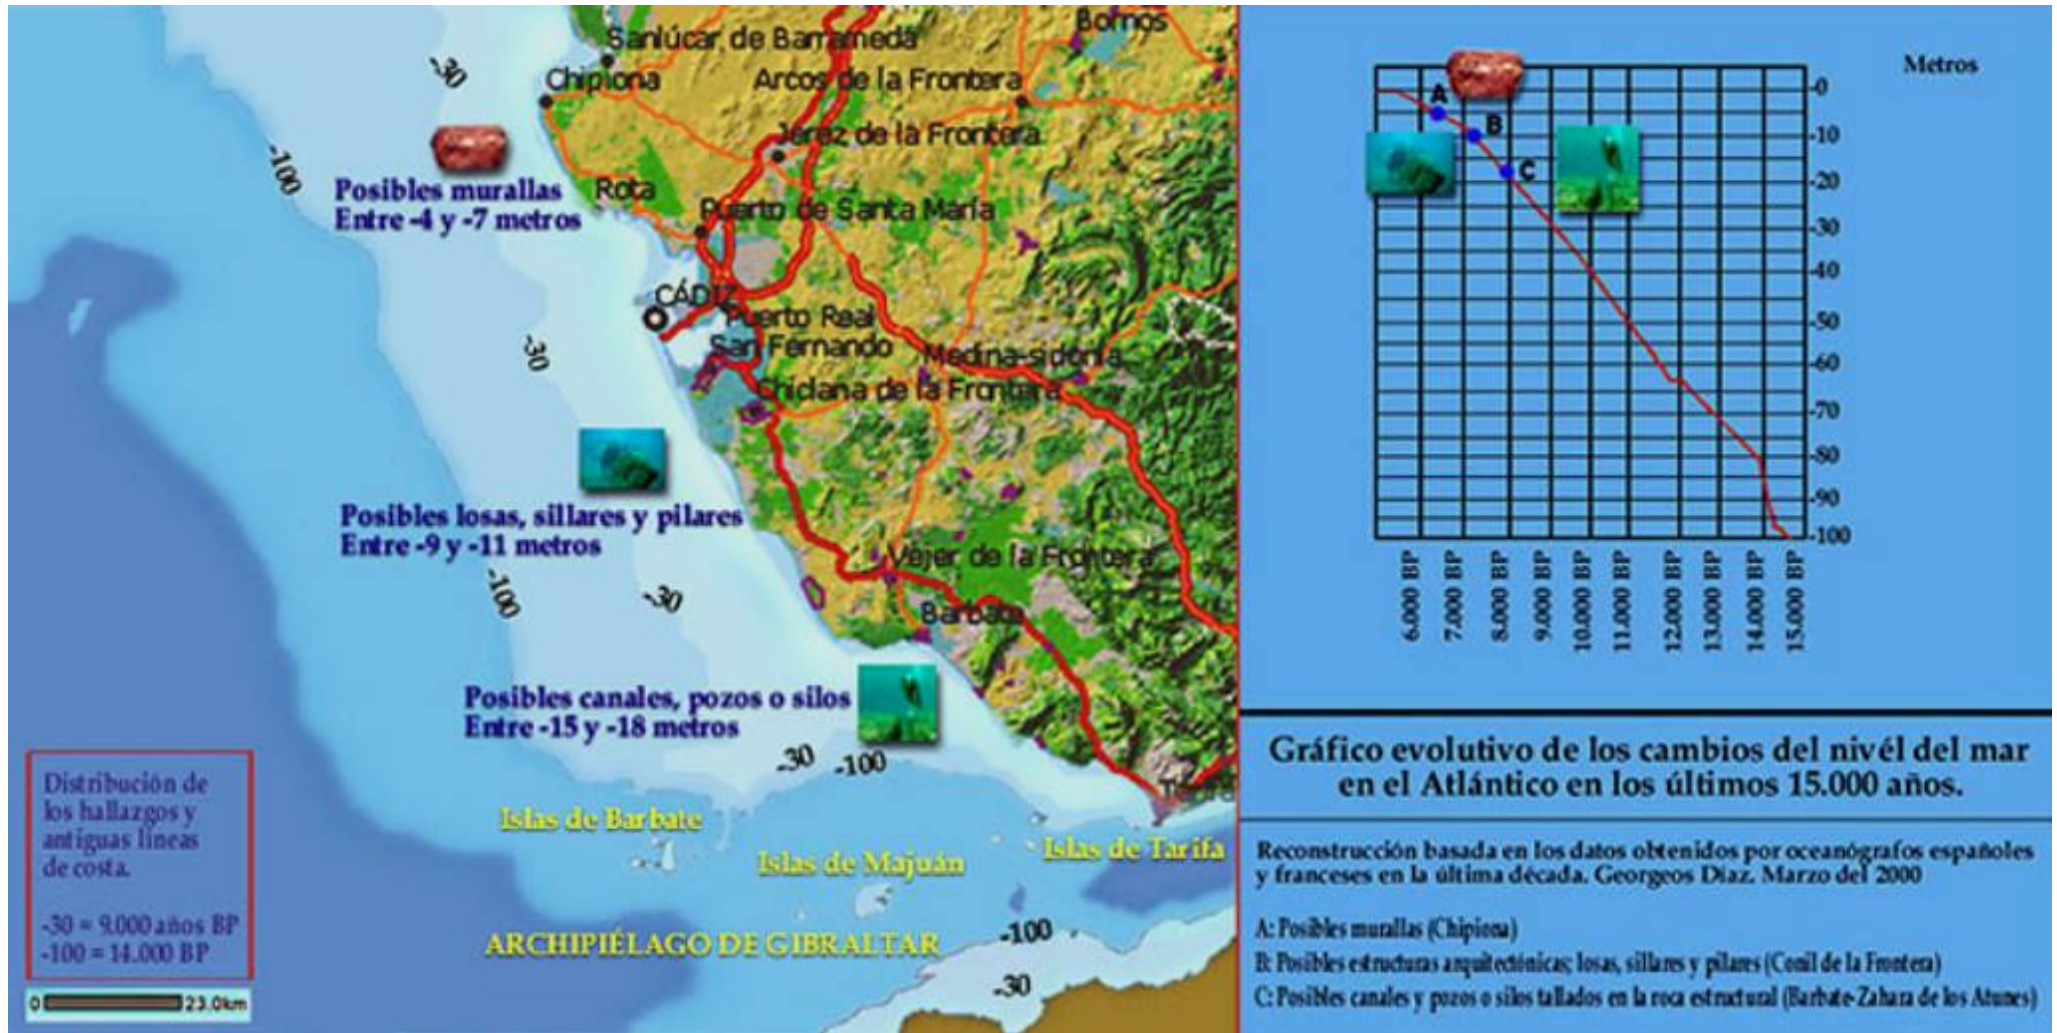 Sanlúcar de Barrameda
Bornos
-30
Chipiona
Arcos de la Frontera
Jerez de la Frontera
-100
Posibles murallas
Entre -4 y -7 metros
Rota
Puerto de Santa María
CÁDIZ
Puerto Real
San Fernando
-30
Medina-sidonia
Chiclana de la Frontera
Posibles losas, sillares y pilares
Entre -9 y -11 metros
Vejer de la Frontera
-100
-30
Barbate
Posibles canales, pozos o silos
Entre -15 y -18 metros
-30
-100
Distribución de
los hallazgos y
antiguas líneas
de costa.
-30 = 9.000 años BP
-100 = 14.000 BP
Islas de Barbate
Islas de Majuán
Islas de Tarifa
ARCHIPIÉLAGO DE GIBRALTAR
-100
-30
0
23.0km
Metros
A
B
C
-0
-10
-20
-30
-40
-50
-60
-70
-80
-90
-100
6.000 BP
7.000 BP
8.000 BP
9.000 BP
10.000 BP
11.000 BP
12.000 BP
13.000 BP
14.000 BP
15.000 BP
Gráfico evolutivo de los cambios del nivél del mar
en el Atlántico en los últimos 15.000 años.
Reconstrucción basada en los datos obtenidos por oceanógrafos españoles
y franceses en la última década. Georgeos Díaz. Marzo del 2000
A: Posibles murallas (Chipiona)
B: Posibles estructuras arquitectónicas; losas, sillares y pilares (Conil de la Frontera)
C: Posibles canales y pozos o silos tallados en la roca estructural (Barbate-Zahara de los Atunes)